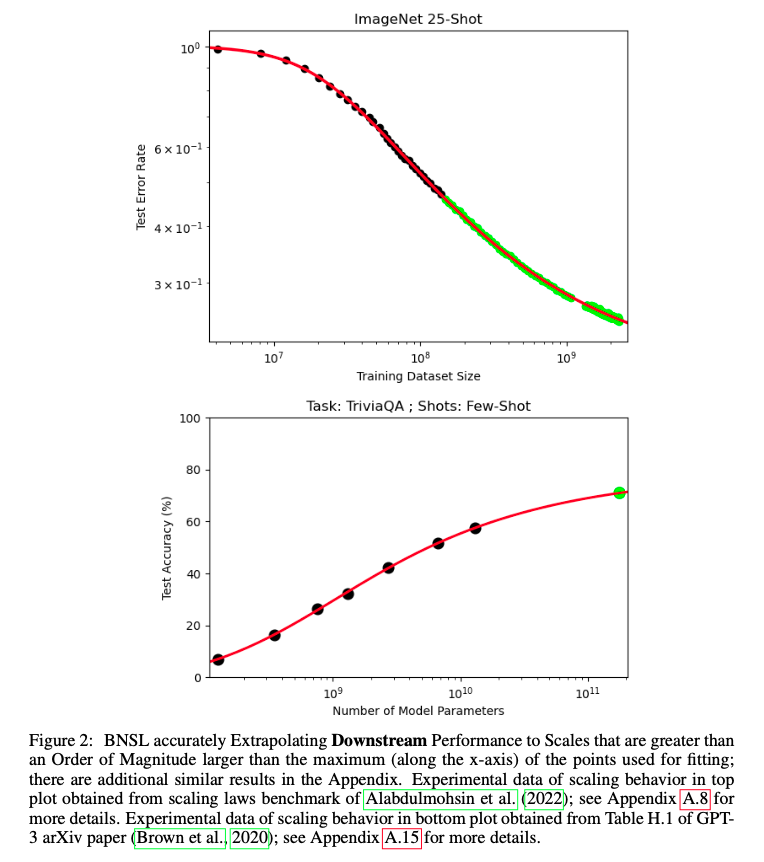 ImageNet 25-Shot
10⁰
6 × 10⁻¹
4 × 10⁻¹
3 × 10⁻¹
Test Error Rate
10⁷ 10⁸ 10⁹
Training Dataset Size
Task: TriviaQA ; Shots: Few-Shot
100
80
60
40
20
0
Test Accuracy (%)
10⁹ 10¹⁰ 10¹¹
Number of Model Parameters
Figure 2: BNSL accurately Extrapolating Downstream Performance to Scales that are greater than
an Order of Magnitude larger than the maximum (along the x-axis) of the points used for fitting;
there are additional similar results in the Appendix. Experimental data of scaling behavior in top
plot obtained from scaling laws benchmark of Alabdulmohsin et al. (2022); see Appendix A.8 for
more details. Experimental data of scaling behavior in bottom plot obtained from Table H.1 of GPT-
3 arXiv paper (Brown et al., 2020); see Appendix A.15 for more details.